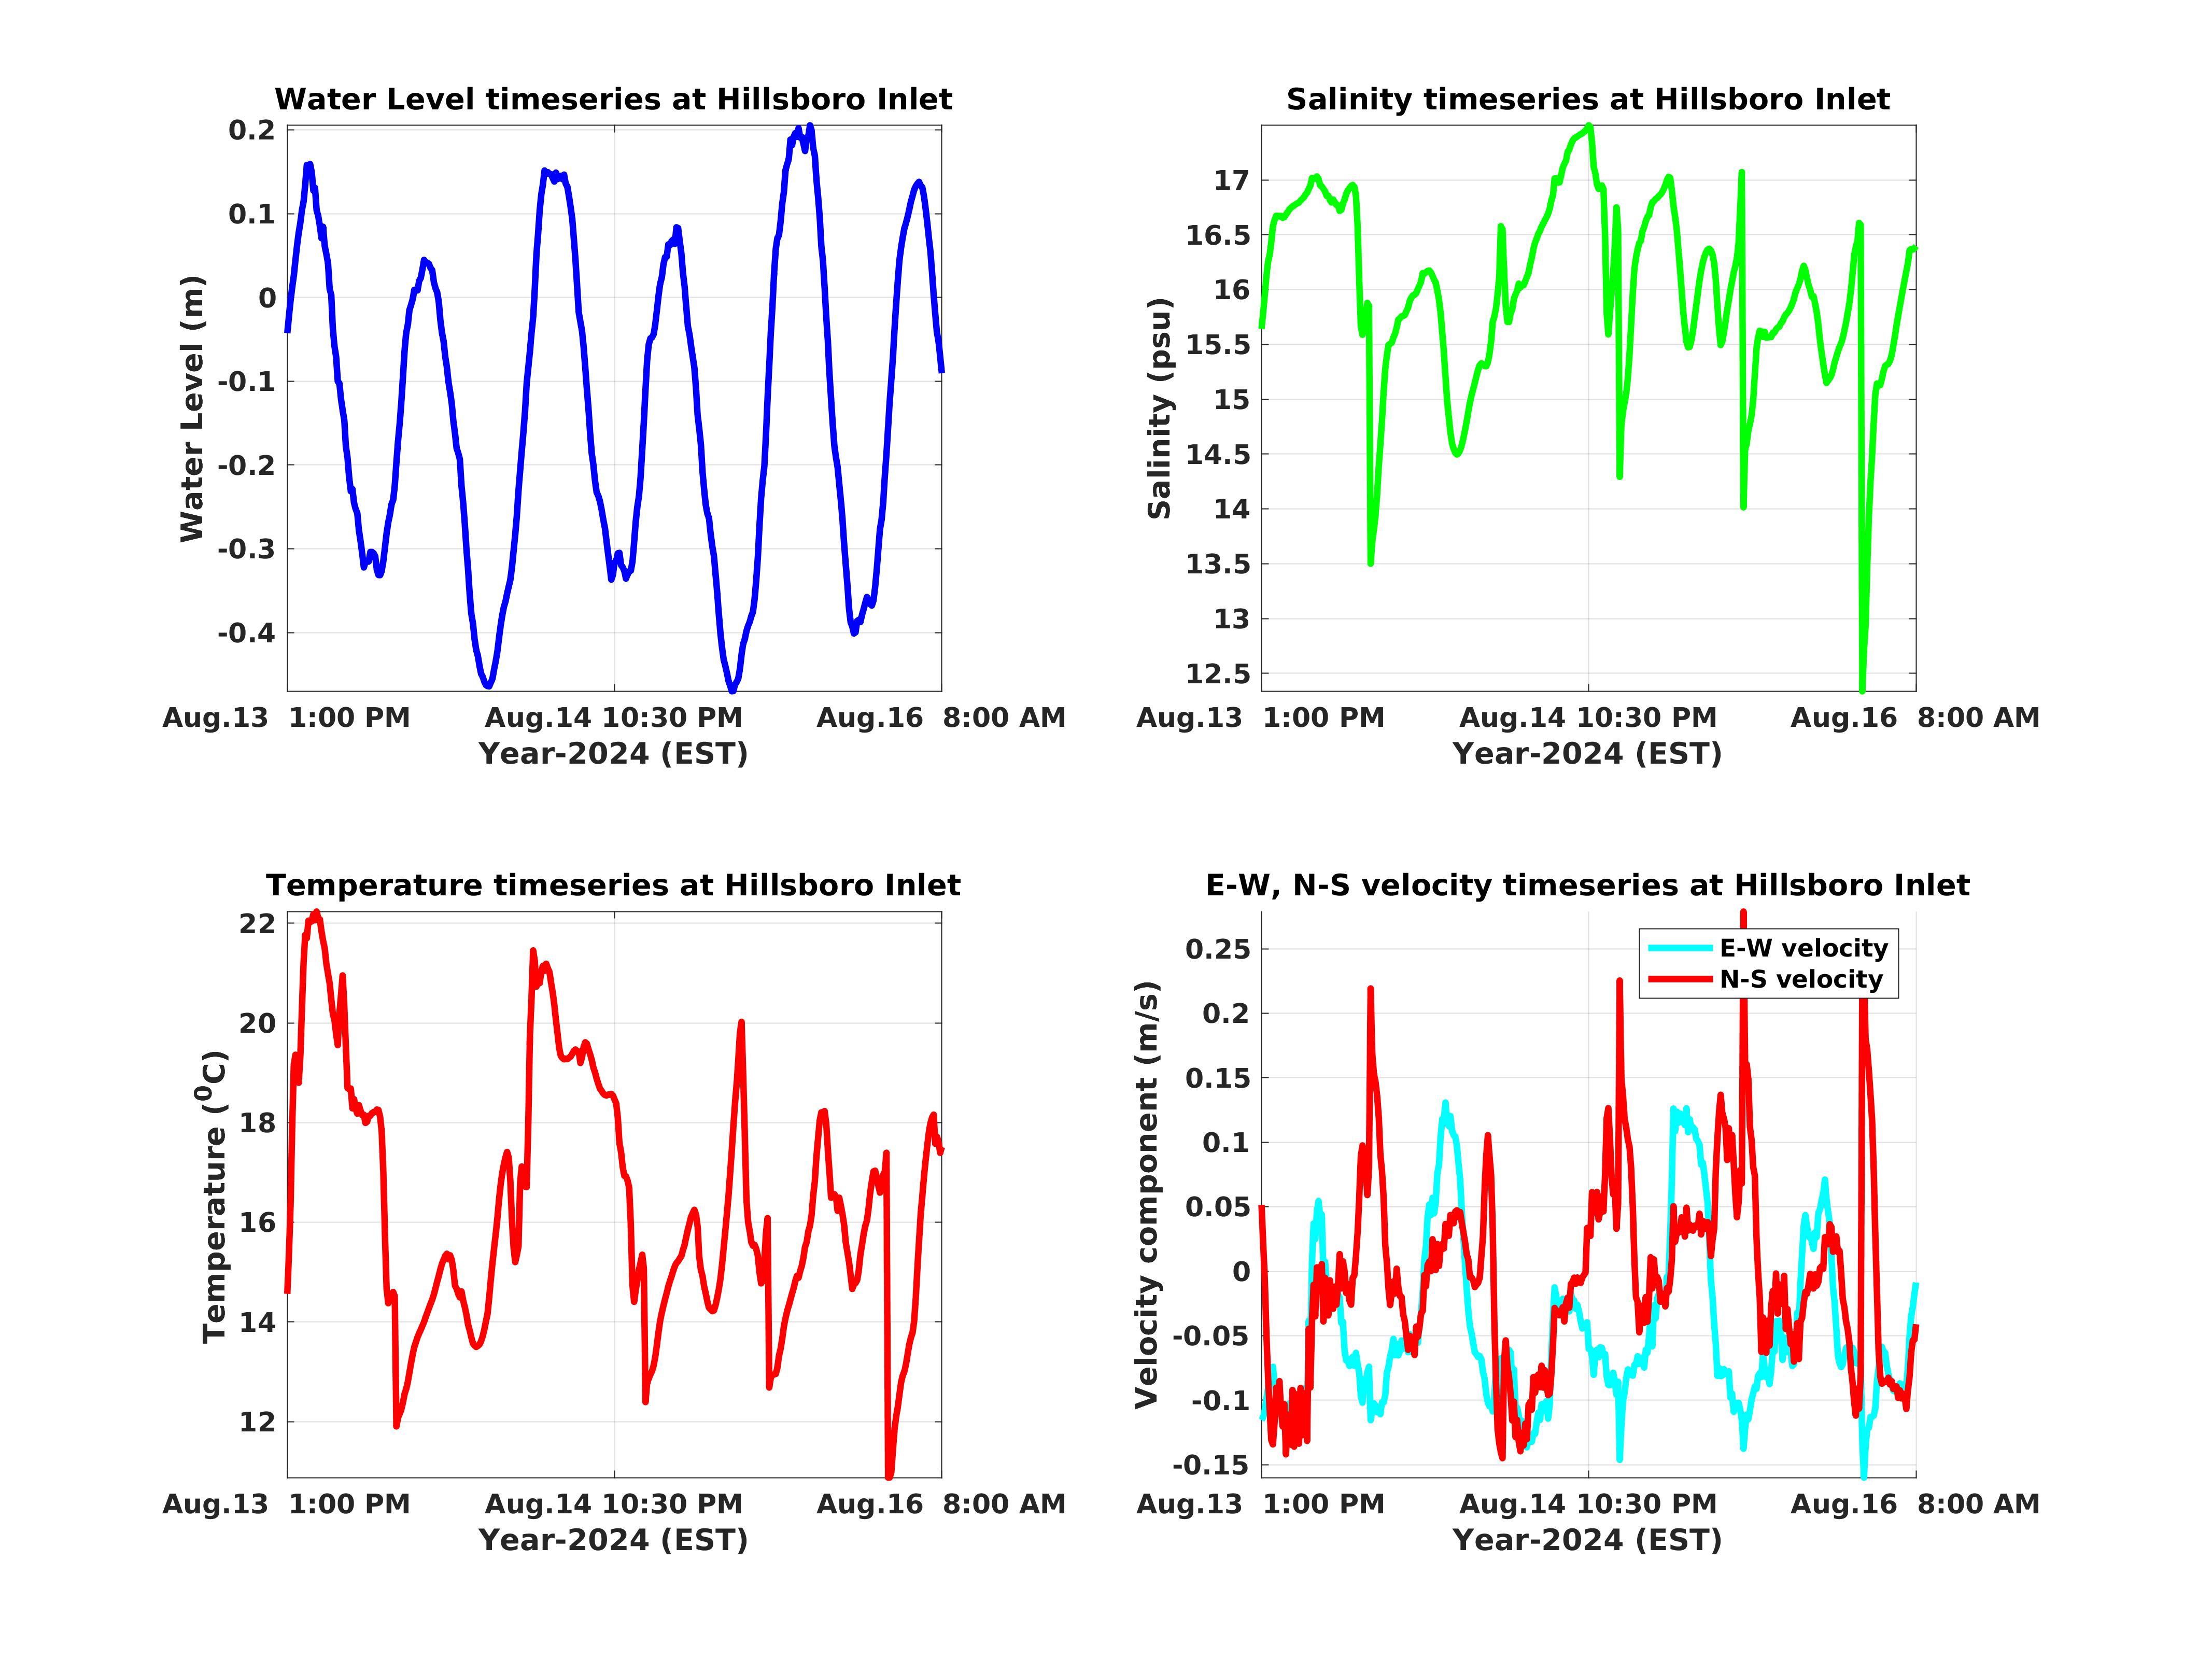 Water Level timeseries at Hillsboro Inlet
0.2
0.1
0
-0.1
-0.2
-0.3
-0.4
Water Level (m)
Aug.13 1:00 PM Aug.14 10:30 PM Aug.16 8:00 AM
Year-2024 (EST)
Salinity timeseries at Hillsboro Inlet
17
16.5
16
15.5
15
14.5
14
13.5
13
12.5
Salinity (psu)
Aug.13 1:00 PM Aug.14 10:30 PM Aug.16 8:00 AM
Year-2024 (EST)
Temperature timeseries at Hillsboro Inlet
22
20
18
16
14
12
Temperature (⁰C)
Aug.13 1:00 PM Aug.14 10:30 PM Aug.16 8:00 AM
Year-2024 (EST)
E-W, N-S velocity timeseries at Hillsboro Inlet
0.25
0.2
0.15
0.1
0.05
0
-0.05
-0.1
-0.15
Velocity component (m/s)
E-W velocity
N-S velocity
Aug.13 1:00 PM Aug.14 10:30 PM Aug.16 8:00 AM
Year-2024 (EST)